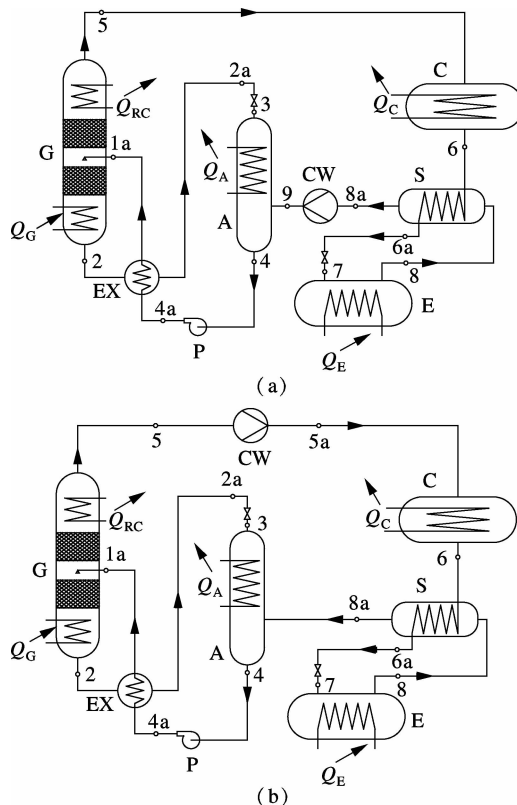 5
2a
3
C
Q_C
Q_RC
1a
G
Q_A
CW
6
S
9
8a
A
Q_G
2
EX
4
4a
P
6a
7
8
E
Q_E
(a)
5
CW
5a
2a
3
C
Q_C
Q_RC
1a
G
Q_A
6
S
8a
A
Q_G
2
EX
4
4a
P
6a
7
8
E
Q_E
(b)